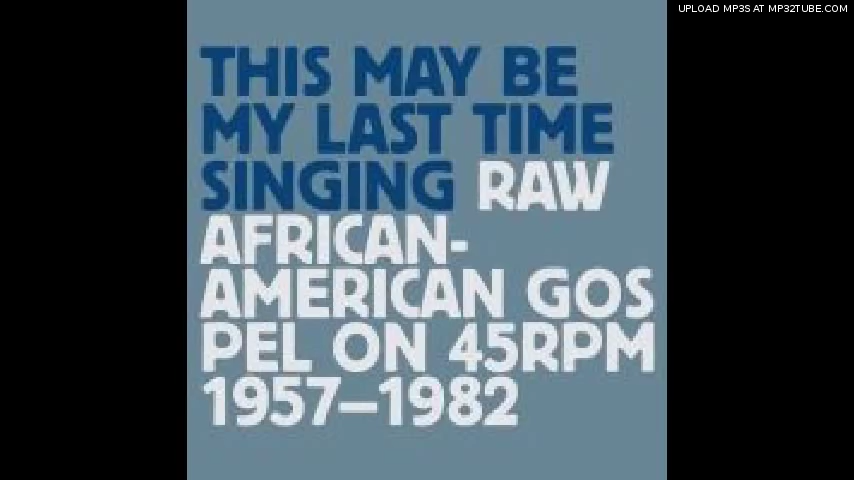 UPLOAD MP3S AT MP32TUBE.COM
THIS MAY BE
MY LAST TIME
SINGING RAW
AFRICAN-
AMERICAN GOS
PEL ON 45RPM
1957–1982